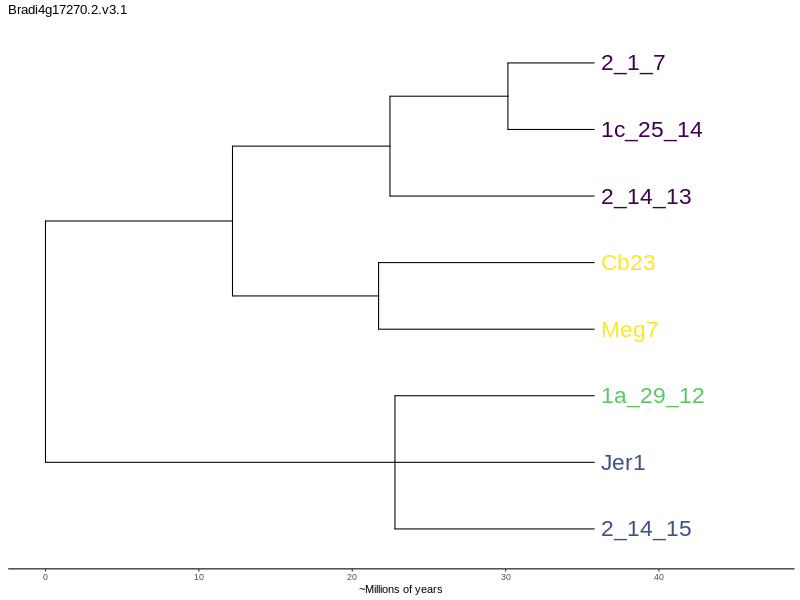 Bradi4g17270.2.v3.1
2_1_7
1c_25_14
2_14_13
Cb23
Meg7
1a_29_12
Jer1
2_14_15
0 10 20 30 40
~Millions of years